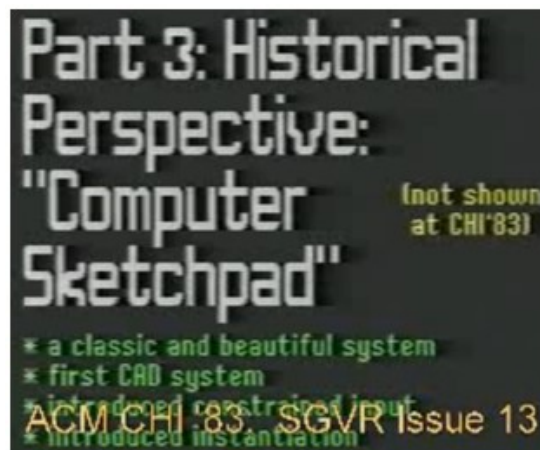 Part 3: Historical
Perspective:
"Computer
(not shown
at CHI'83)
Sketchpad"
* a classic and beautiful system
* first CAD system
* introduced constrained input
* introduced instantiation
ACM CHI '83. SGVR Issue 13